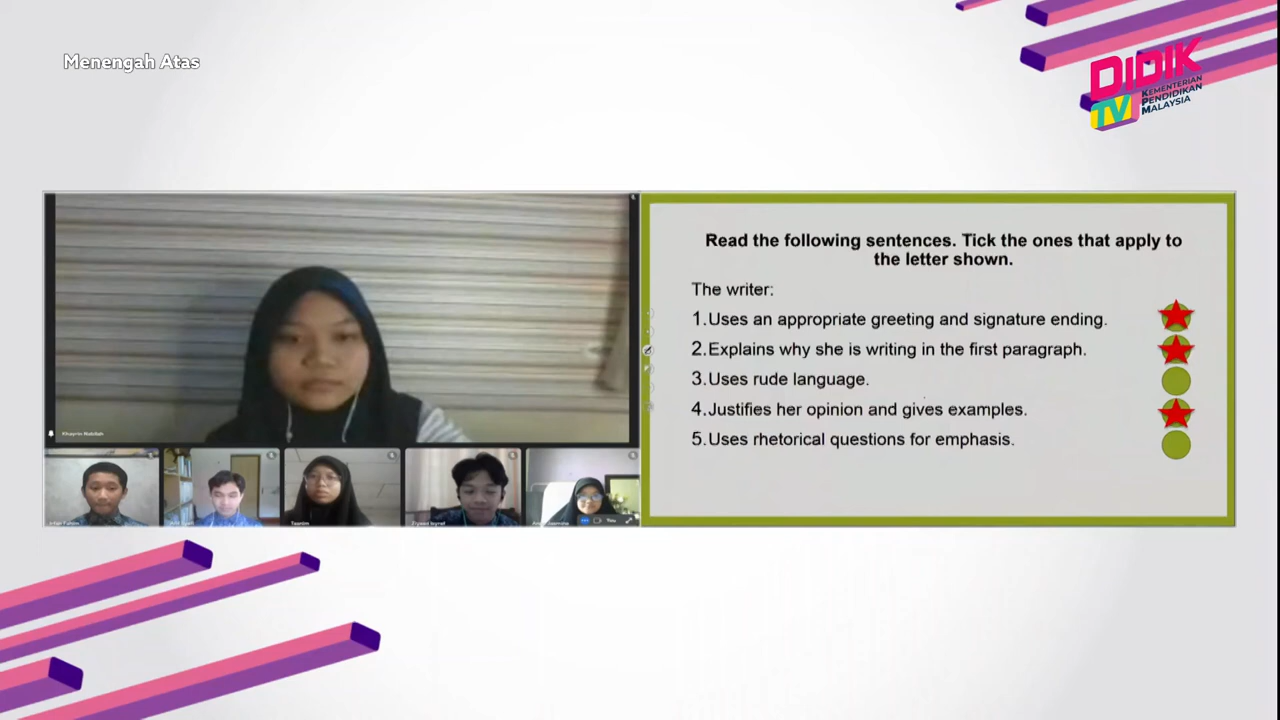 Menengah Atas
DIDIK
TV
KEMENTERIAN
PENDIDIKAN
MALAYSIA
Read the following sentences. Tick the ones that apply to
the letter shown.
The writer:
1.Uses an appropriate greeting and signature ending.
2.Explains why she is writing in the first paragraph.
3.Uses rude language.
4.Justifies her opinion and gives examples.
5.Uses rhetorical questions for emphasis.
Tasnim